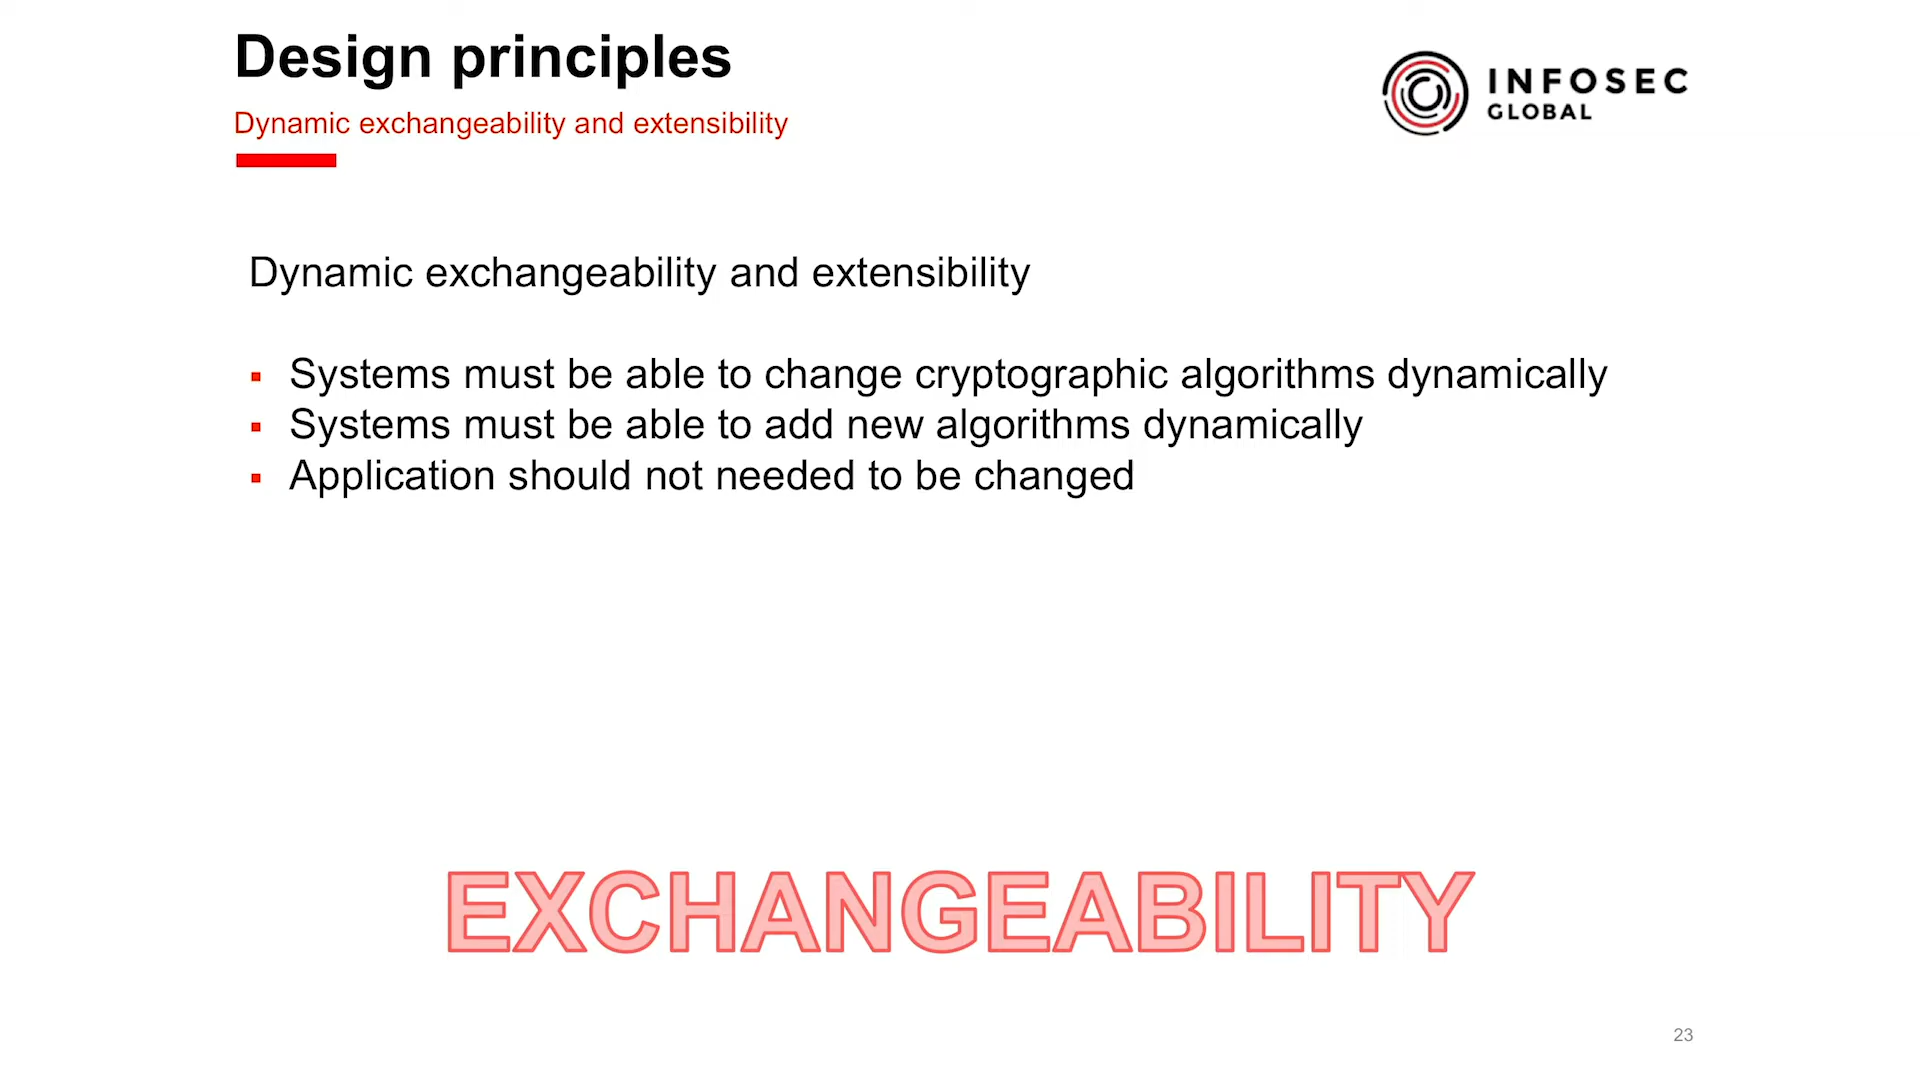 Design principles
Dynamic exchangeability and extensibility
INFOSEC
GLOBAL
Dynamic exchangeability and extensibility
▪ Systems must be able to change cryptographic algorithms dynamically
▪ Systems must be able to add new algorithms dynamically
▪ Application should not needed to be changed
EXCHANGEABILITY
23